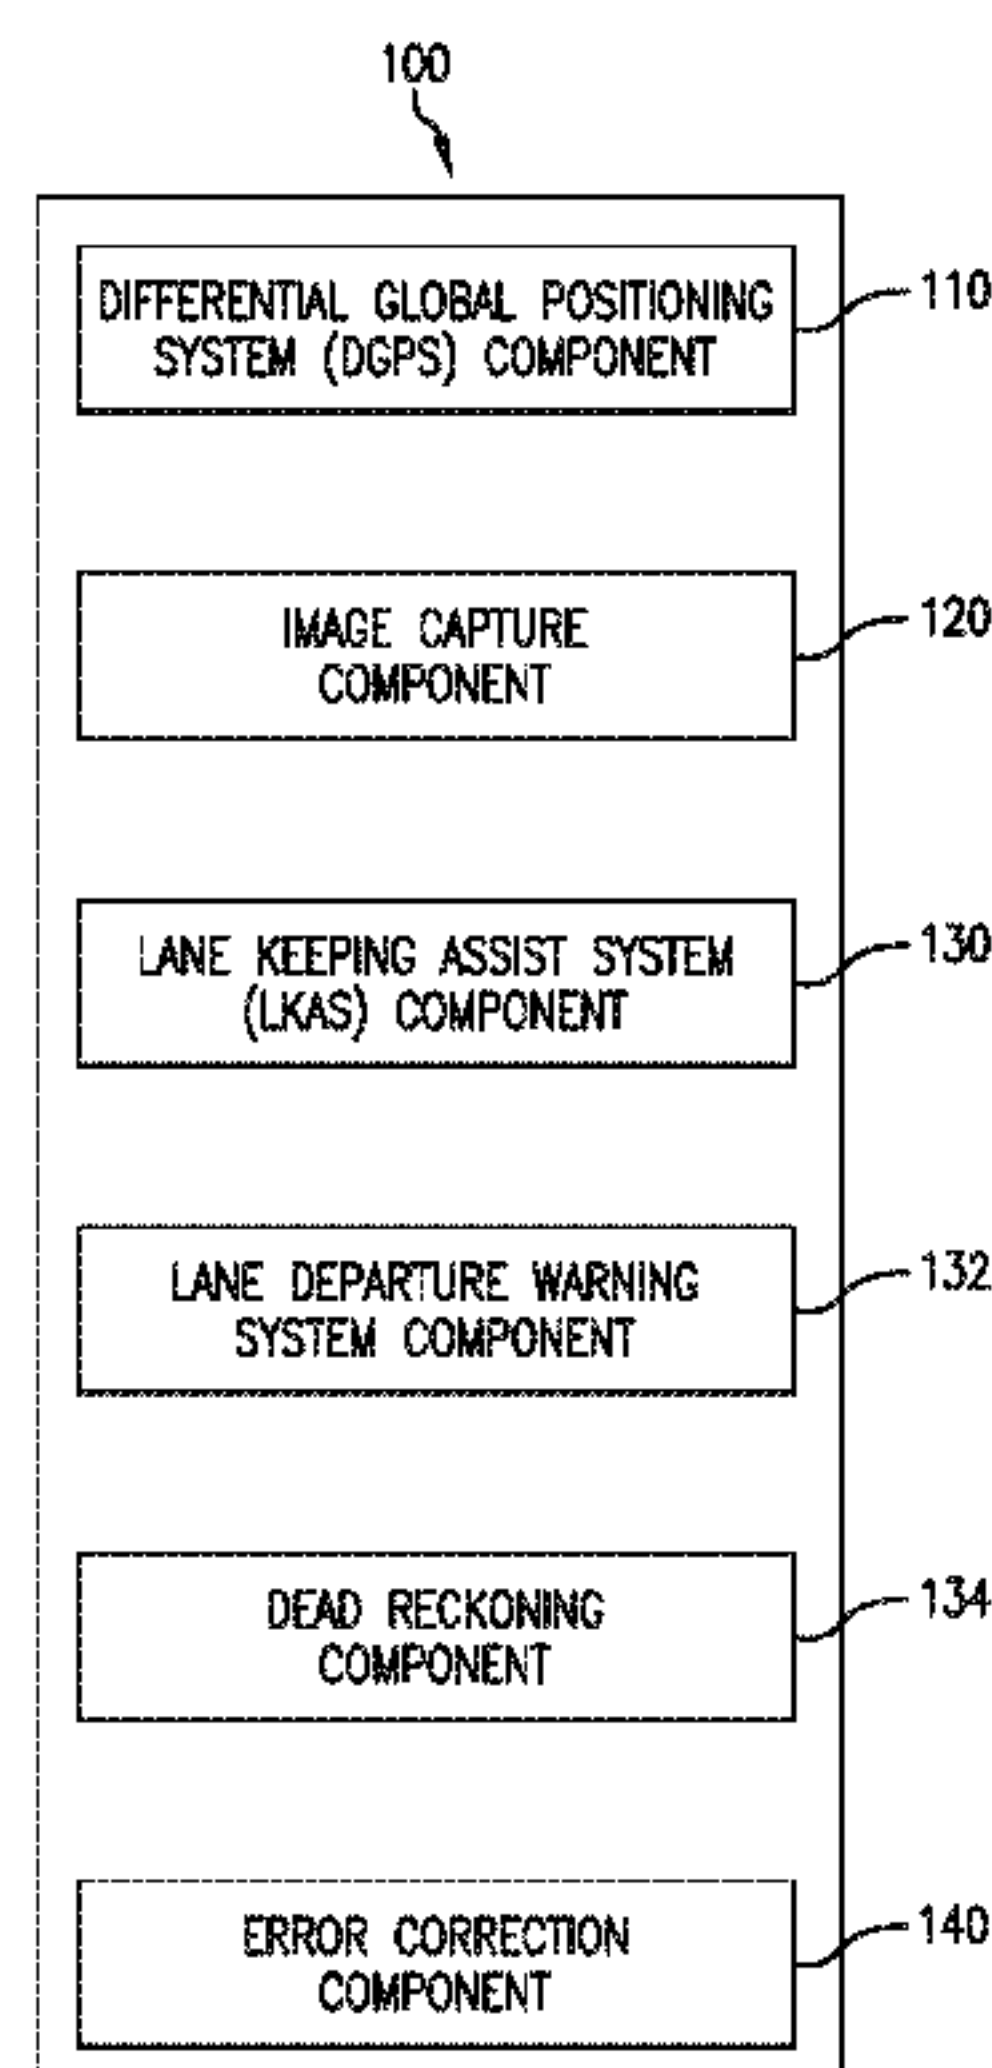 100
DIFFERENTIAL GLOBAL POSITIONING
SYSTEM (DGPS) COMPONENT
110
IMAGE CAPTURE
COMPONENT
120
LANE KEEPING ASSIST SYSTEM
(LKAS) COMPONENT
130
LANE DEPARTURE WARNING
SYSTEM COMPONENT
132
DEAD RECKONING
COMPONENT
134
ERROR CORRECTION
COMPONENT
140